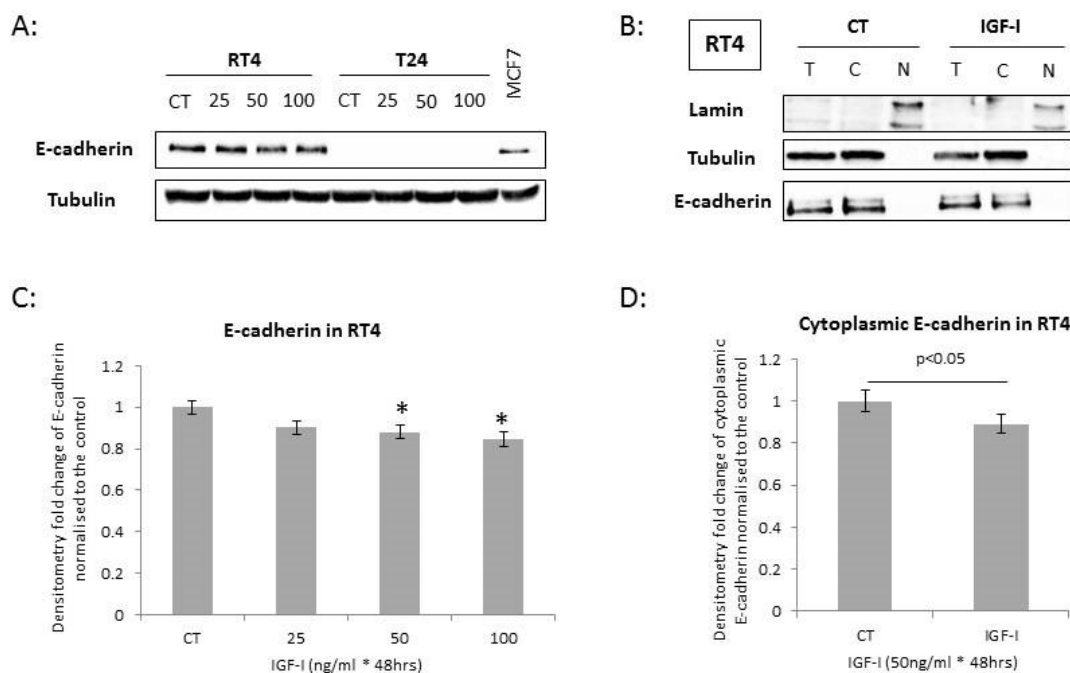 A:
RT4 T24 MCF7
CT 25 50 100 CT 25 50 100
E-cadherin
Tubulin
B:
RT4
CT IGF-I
T C N T C N
Lamin
Tubulin
E-cadherin
C:
E-cadherin in RT4
Densitometry fold change of E-cadherin
normalised to the control
1.2
1
0.8
0.6
0.4
0.2
0
* *
CT 25 50 100
IGF-I (ng/ml * 48hrs)
D:
Cytoplasmic E-cadherin in RT4
Densitometry fold change of cytoplasmic
E-cadherin normalised to the control
1.2
1
0.8
0.6
0.4
0.2
0
p<0.05
CT IGF-I
IGF-I (50ng/ml * 48hrs)